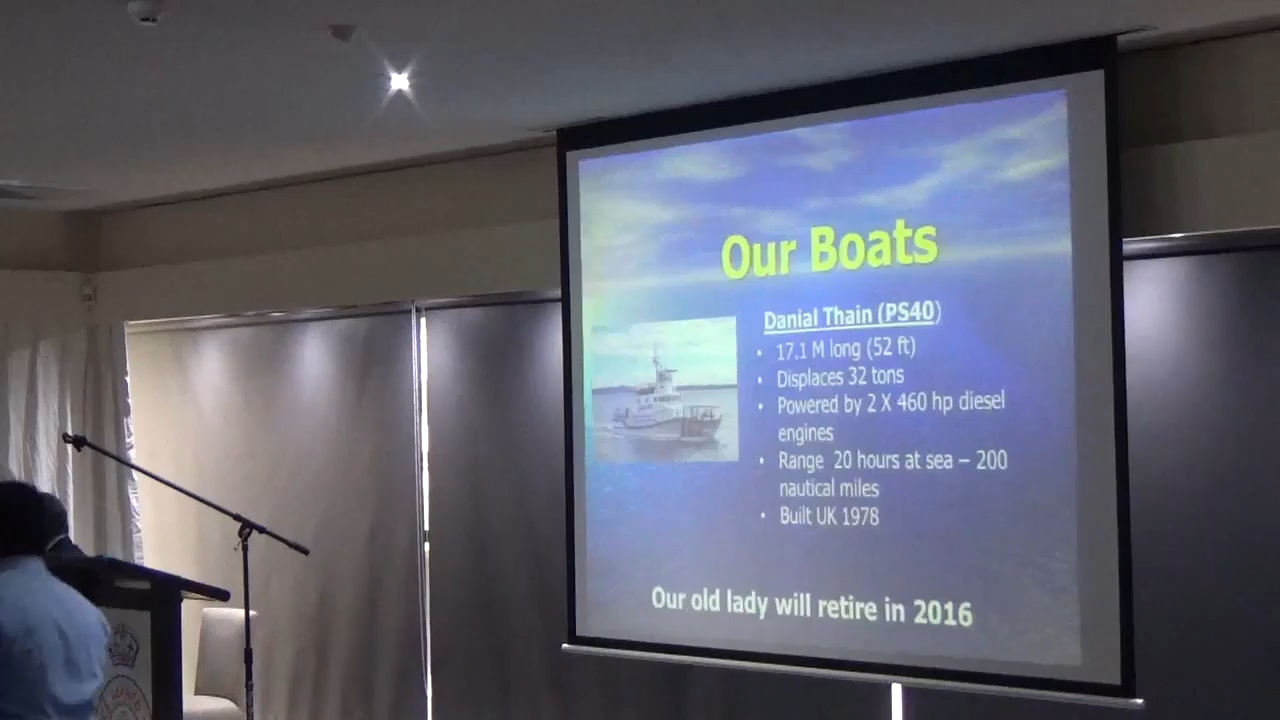 Our Boats
Danial Thain (PS40)
• 17.1 M long (52 ft)
• Displaces 32 tons
• Powered by 2 X 460 hp diesel
engines
• Range 20 hours at sea – 200
nautical miles
• Built UK 1978
Our old lady will retire in 2016